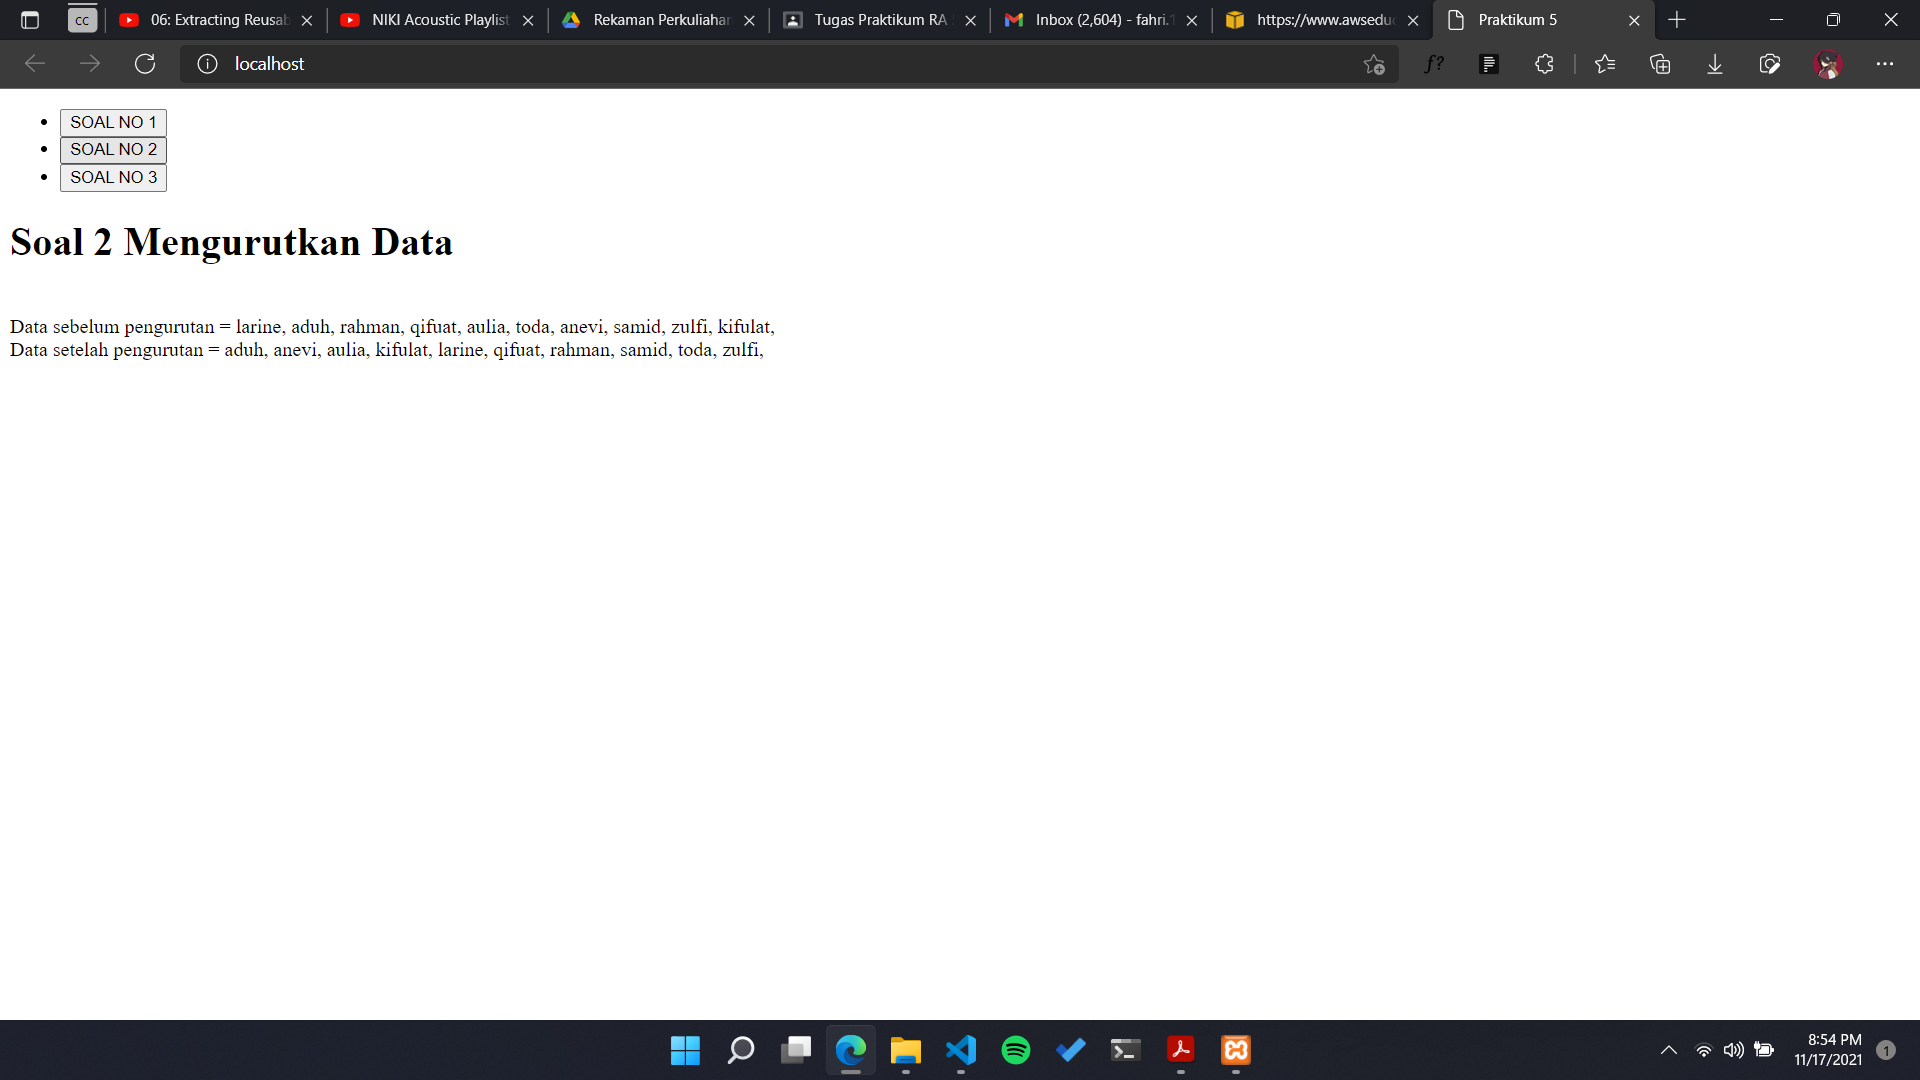 CC
06: Extracting Reusab
NIKI Acoustic Playlist
Rekaman Perkuliahan
Tugas Praktikum RA
Inbox (2,604) - fahri.1
https://www.awseduc
Praktikum 5
localhost
f?
SOAL NO 1
SOAL NO 2
SOAL NO 3
Soal 2 Mengurutkan Data
Data sebelum pengurutan = larine, aduh, rahman, qifuat, aulia, toda, anevi, samid, zulfi, kifulat,
Data setelah pengurutan = aduh, anevi, aulia, kifulat, larine, qifuat, rahman, samid, toda, zulfi,
8:54 PM
11/17/2021
1